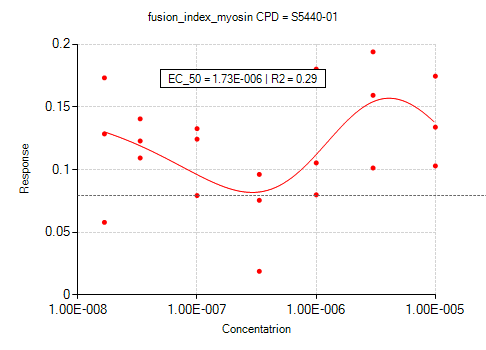 fusion_index_myosin CPD = S5440-01
EC_50 = 1.73E-006 | R2 = 0.29
0.2
0.15
0.1
0.05
0
Response
1.00E-008 1.00E-007 1.00E-006 1.00E-005
Concentatrion